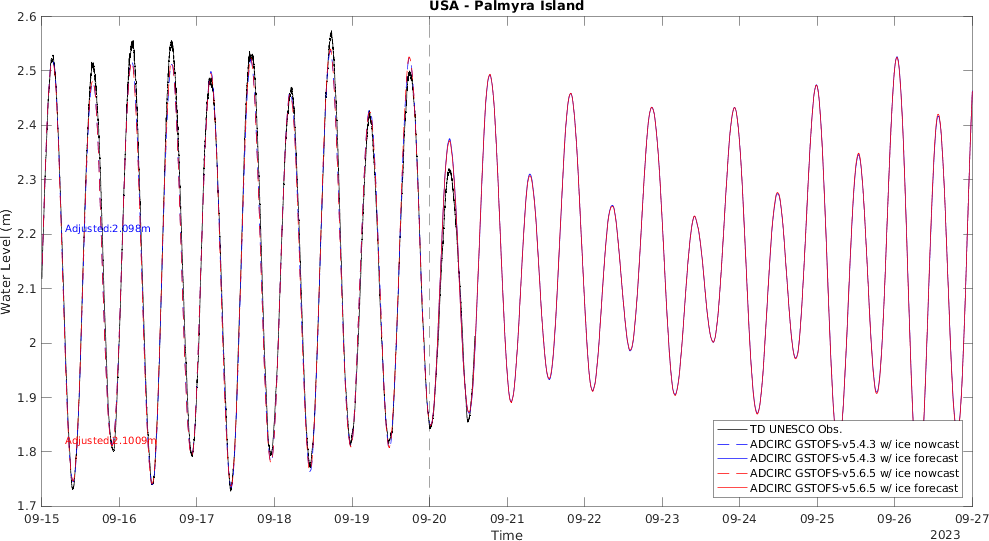 USA - Palmyra Island
2.6
2.5
2.4
2.3
2.2
2.1
2
1.9
1.8
1.7
Water Level (m)
Adjusted:2.098m
Adjusted:2.1009m
TD UNESCO Obs.
ADCIRC GSTOFS-v5.4.3 w/ ice nowcast
ADCIRC GSTOFS-v5.4.3 w/ ice forecast
ADCIRC GSTOFS-v5.6.5 w/ ice nowcast
ADCIRC GSTOFS-v5.6.5 w/ ice forecast
09-15 09-16 09-17 09-18 09-19 09-20 09-21 09-22 09-23 09-24 09-25 09-26 09-27
Time
2023